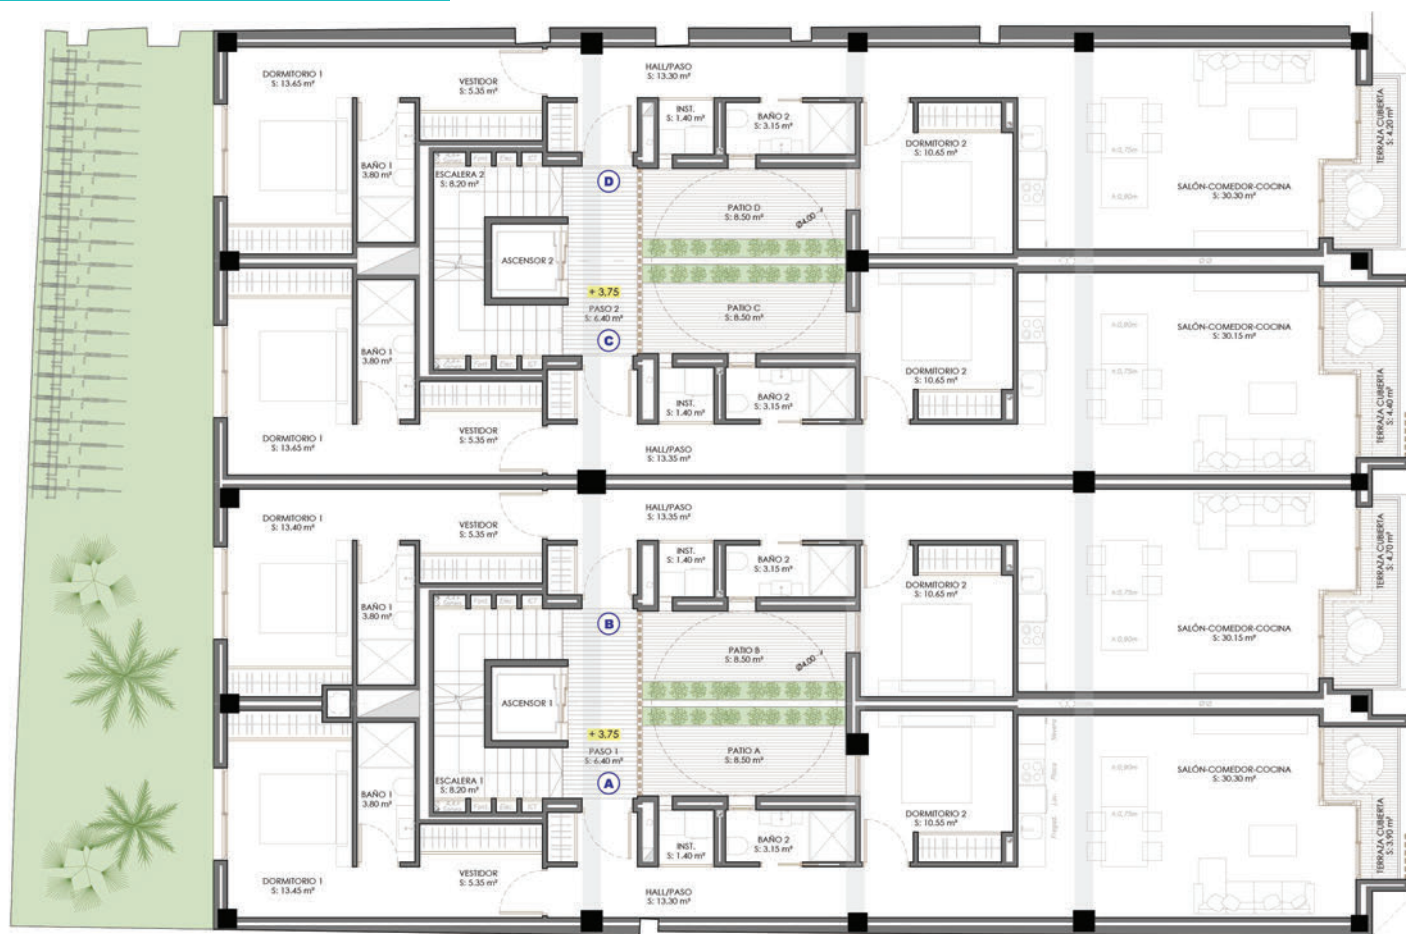 DORMITORIO 1
S: 13.65 m²
VESTIDOR
S: 5.35 m²
HALL/PASO
S: 13.30 m²
INST.
S: 1.40 m²
BAÑO 2
S: 3.15 m²
DORMITORIO 2
S: 10.65 m²
BAÑO 1
3.80 m²
ESCALERA 2
S: 8.20 m²
D
PATIO D
S: 8.50 m²
Ø4.00
SALÓN-COMEDOR-COCINA
S: 30.30 m²
TERRAZA CUBIERTA
S: 4.20 m²
ASCENSOR 2
+ 3,75
PASO 2
S: 6.40 m²
C
PATIO C
S: 8.50 m²
BAÑO 1
3.80 m²
DORMITORIO 1
S: 13.65 m²
VESTIDOR
S: 5.35 m²
INST.
S: 1.40 m²
BAÑO 2
S: 3.15 m²
DORMITORIO 2
S: 10.65 m²
HALL/PASO
S: 13.35 m²
SALÓN-COMEDOR-COCINA
S: 30.15 m²
TERRAZA CUBIERTA
S: 4.40 m²
DORMITORIO 1
S: 13.40 m²
VESTIDOR
S: 5.35 m²
HALL/PASO
S: 13.35 m²
INST.
S: 1.40 m²
BAÑO 2
S: 3.15 m²
DORMITORIO 2
S: 10.65 m²
BAÑO 1
3.80 m²
B
PATIO B
S: 8.50 m²
Ø4.00
SALÓN-COMEDOR-COCINA
S: 30.15 m²
TERRAZA CUBIERTA
S: 4.70 m²
ASCENSOR 1
+ 3,75
PASO 1
S: 6.40 m²
A
PATIO A
S: 8.50 m²
ESCALERA 1
S: 8.20 m²
BAÑO 1
3.80 m²
DORMITORIO 1
S: 13.45 m²
VESTIDOR
S: 5.35 m²
INST.
S: 1.40 m²
BAÑO 2
S: 3.15 m²
DORMITORIO 2
S: 10.55 m²
HALL/PASO
S: 13.30 m²
SALÓN-COMEDOR-COCINA
S: 30.30 m²
TERRAZA CUBIERTA
S: 3.90 m²